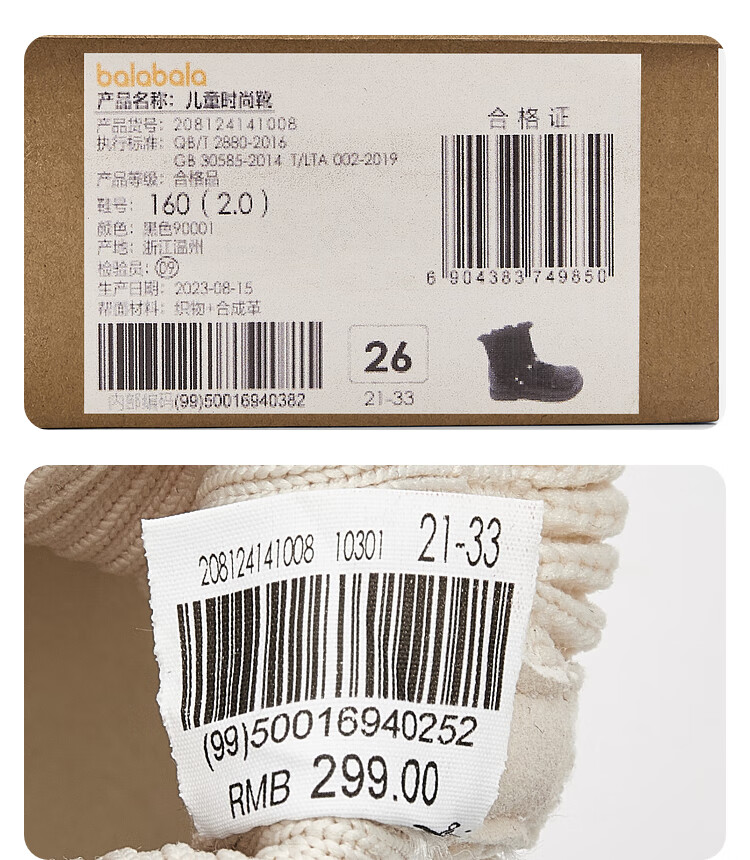 balabala
产品名称：儿童时尚靴
产品货号：208124141008
执行标准：QB/T 2880-2016
GB 30585-2014 T/LTA 002-2019
产品等级：合格品
鞋号：160（2.0）
颜色：黑色90001
产地：浙江温州
检验员：09
生产日期：2023-08-15
帮面材料：织物+合成革
内部编码(99)50016940382
26
21-33
合格证
6 904383 749850
208124141008 10301 21-33
(99)50016940252
RMB 299.00